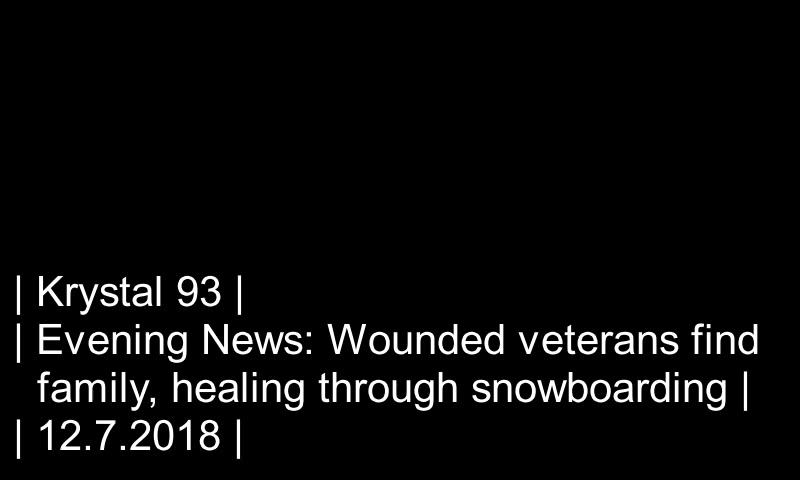 | Krystal 93 |
| Evening News: Wounded veterans find
family, healing through snowboarding |
| 12.7.2018 |